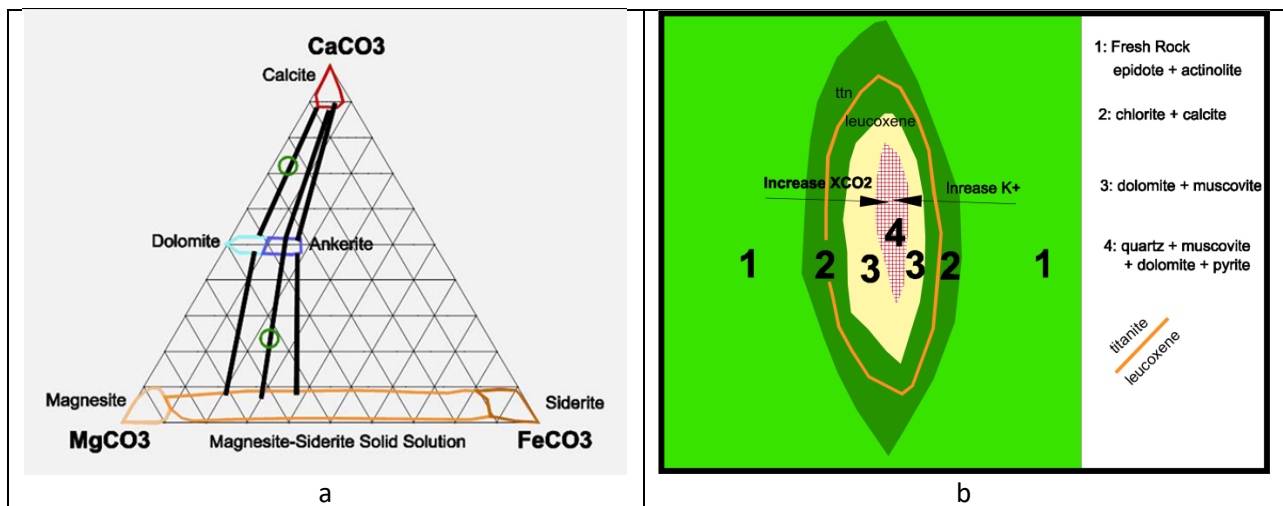 CaCO3
Calcite
Dolomite
Ankerite
Magnesite
Siderite
MgCO3
Magnesite-Siderite Solid Solution
FeCO3
a
ttn
leucoxene
Increase XCO2
Inrease K+
4
1
2
3
3
2
1
1: Fresh Rock
epidote + actinolite
2: chlorite + calcite
3: dolomite + muscovite
4: quartz + muscovite
+ dolomite + pyrite
titanite
leucoxene
b